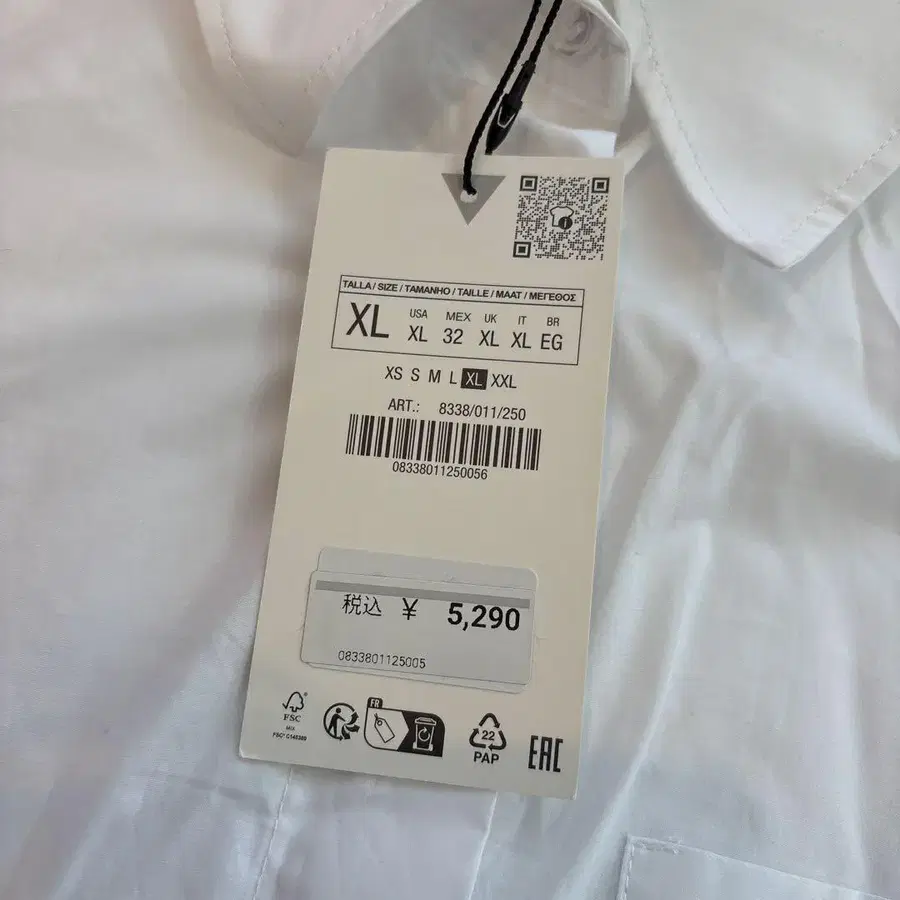 TALLA / SIZE / TAMANHO / TAILLE / MAAT / ΜΕΓΕΘΟΣ
XL
USA MEX UK IT BR
XL 32 XL XL EG
XS S M L XL XXL
ART.: 8338/011/250
08338011250056
税込 ¥ 5,290
0833801125005
FR
FSC
MIX
22
PAP
EAC